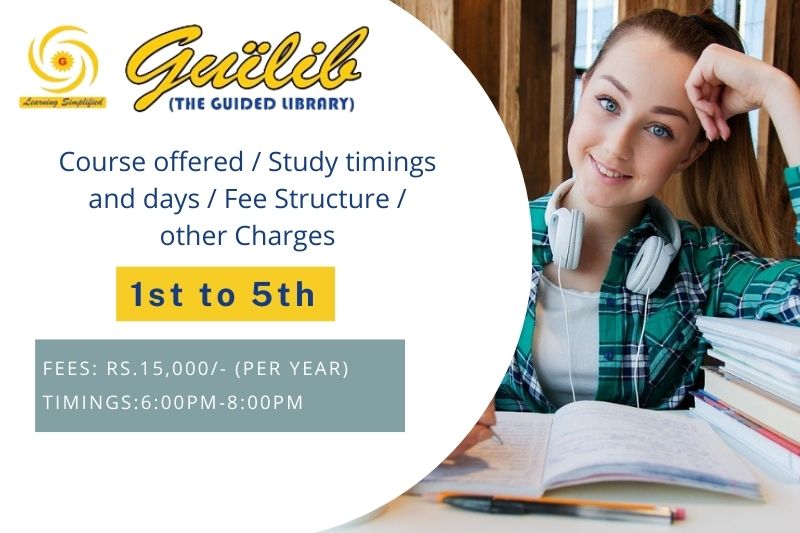 G
Learning Simplified
Guïlib
(THE GUIDED LIBRARY)
Course offered / Study timings
and days / Fee Structure /
other Charges
1st to 5th
FEES: RS.15,000/- (PER YEAR)
TIMINGS:6:00PM-8:00PM